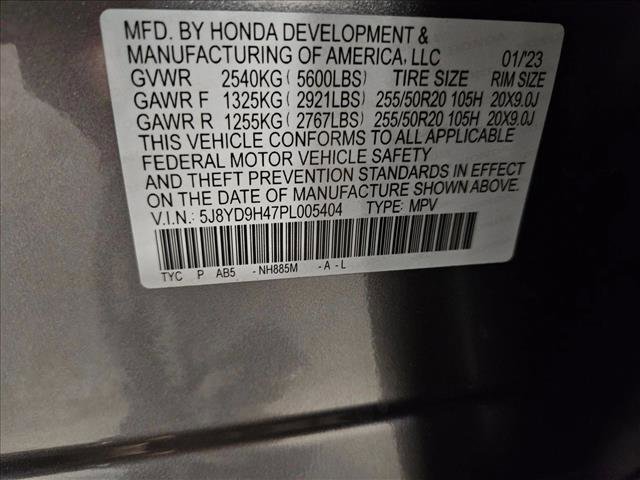 MFD. BY HONDA DEVELOPMENT &
MANUFACTURING OF AMERICA, LLC 01/'23
GVWR 2540KG ( 5600LBS) TIRE SIZE RIM SIZE
GAWR F 1325KG ( 2921LBS) 255/50R20 105H 20X9.0J
GAWR R 1255KG ( 2767LBS) 255/50R20 105H 20X9.0J
THIS VEHICLE CONFORMS TO ALL APPLICABLE
FEDERAL MOTOR VEHICLE SAFETY
AND THEFT PREVENTION STANDARDS IN EFFECT
ON THE DATE OF MANUFACTURE SHOWN ABOVE.
V.I.N.: 5J8YD9H47PL005404 TYPE: MPV
TYC P AB5 -NH885M -A-L